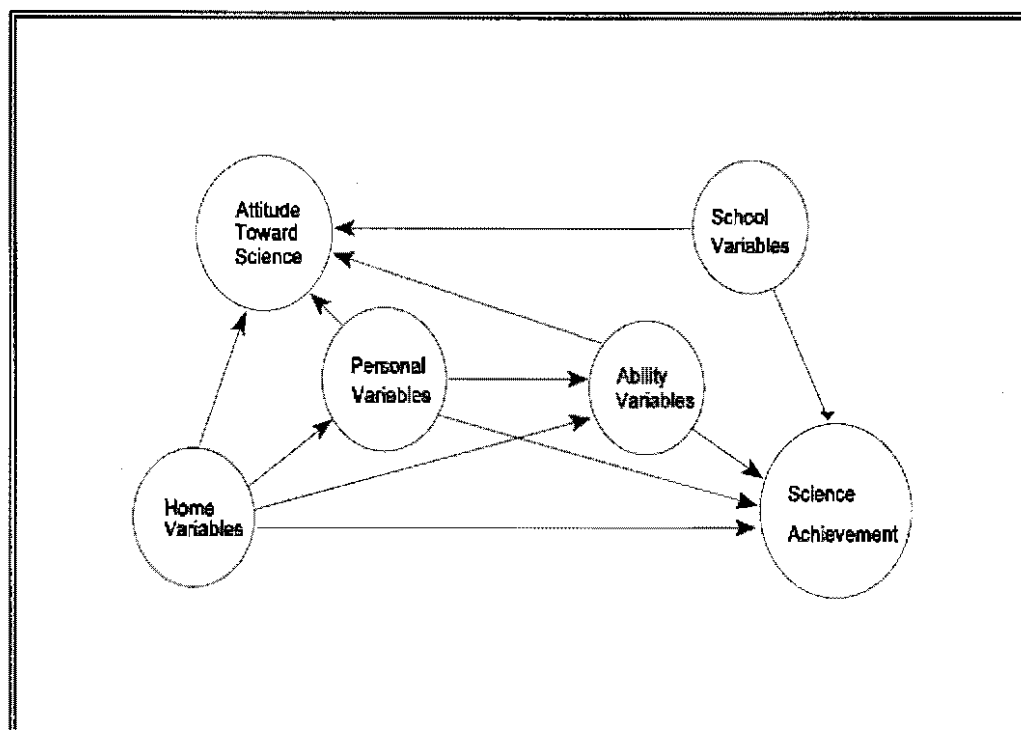 Attitude
Toward
Science
School
Variables
Personal
Variables
Ability
Variables
Home
Variables
Science
Achievement